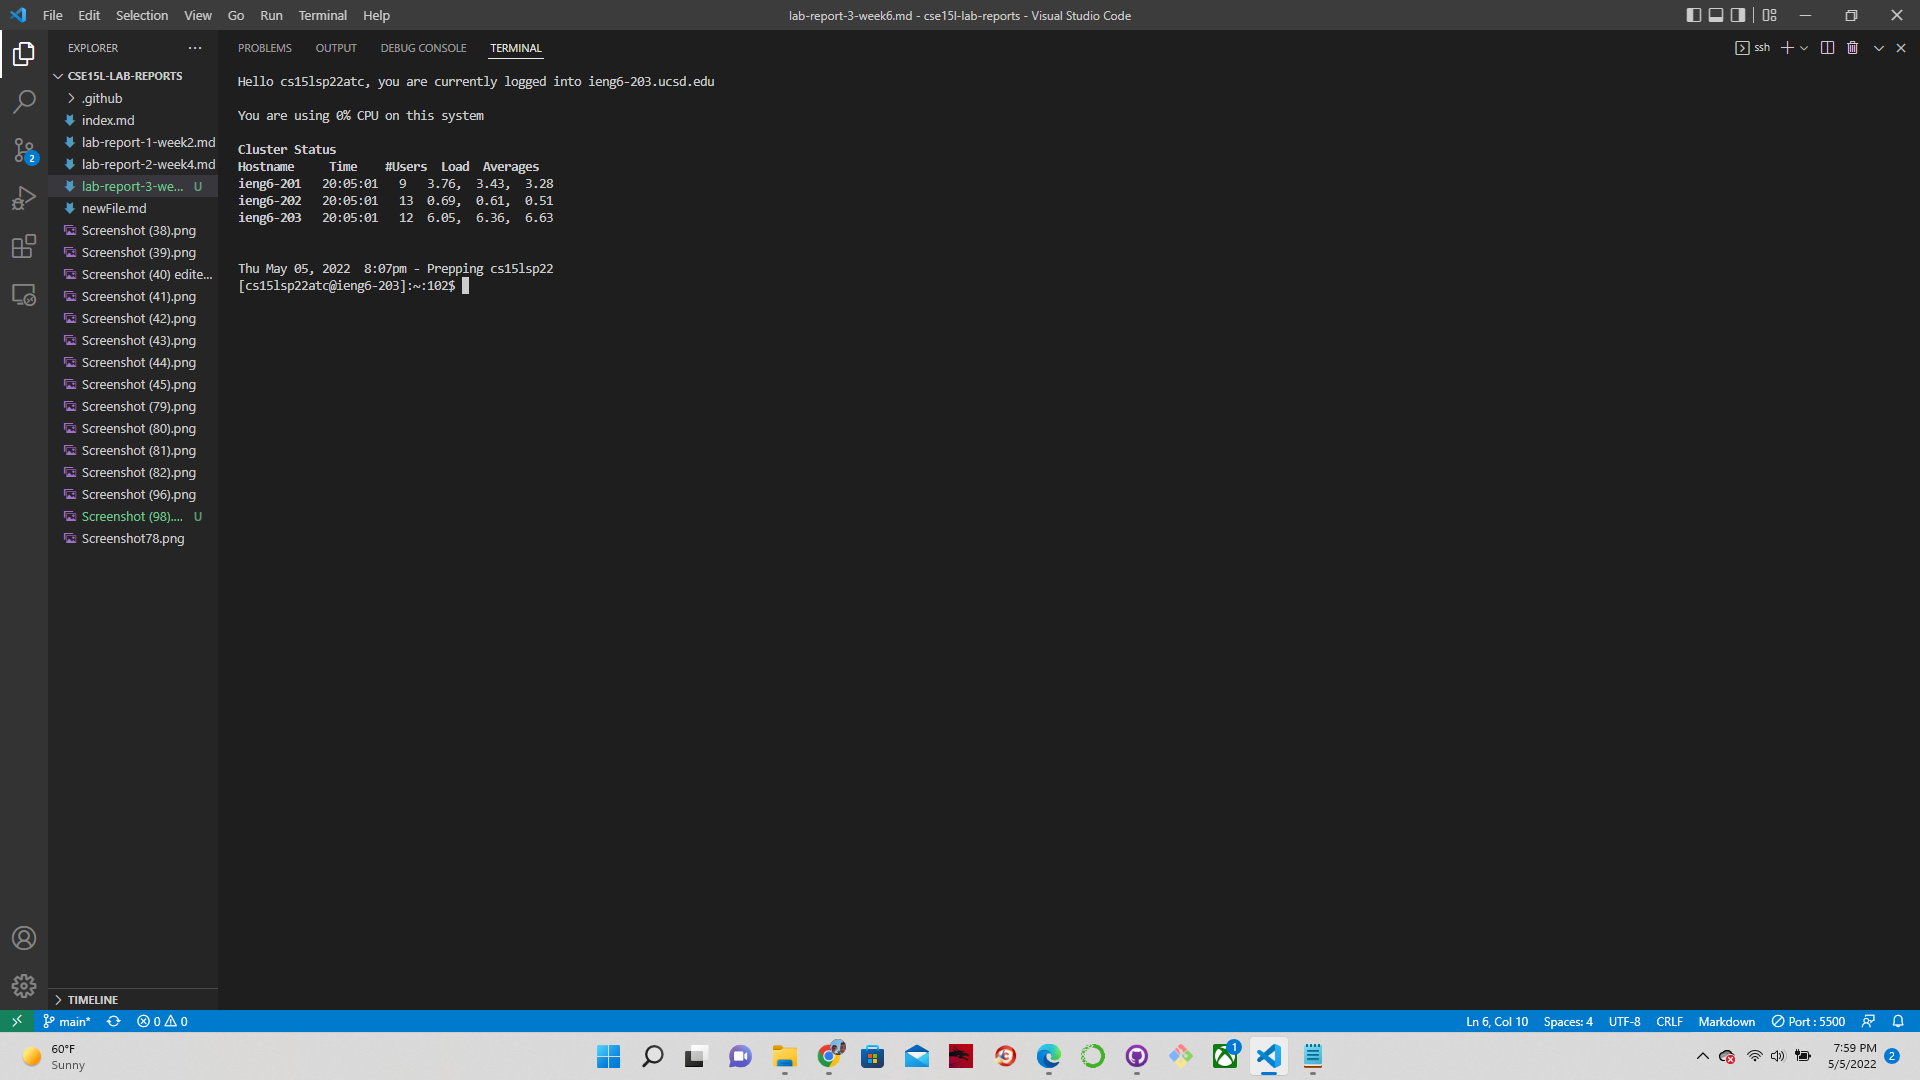 File Edit Selection View Go Run Terminal Help
lab-report-3-week6.md - cse15l-lab-reports - Visual Studio Code
EXPLORER
CSE15L-LAB-REPORTS
.github
index.md
lab-report-1-week2.md
lab-report-2-week4.md
lab-report-3-we... U
newFile.md
Screenshot (38).png
Screenshot (39).png
Screenshot (40) edite...
Screenshot (41).png
Screenshot (42).png
Screenshot (43).png
Screenshot (44).png
Screenshot (45).png
Screenshot (79).png
Screenshot (80).png
Screenshot (81).png
Screenshot (82).png
Screenshot (96).png
Screenshot (98).... U
Screenshot78.png
TIMELINE
2
PROBLEMS OUTPUT DEBUG CONSOLE TERMINAL
ssh
Hello cs15lsp22atc, you are currently logged into ieng6-203.ucsd.edu
You are using 0% CPU on this system
Cluster Status
Hostname Time #Users Load Averages
ieng6-201 20:05:01 9 3.76, 3.43, 3.28
ieng6-202 20:05:01 13 0.69, 0.61, 0.51
ieng6-203 20:05:01 12 6.05, 6.36, 6.63
Thu May 05, 2022 8:07pm - Prepping cs15lsp22
[cs15lsp22atc@ieng6-203]:~:102$
main* 0 0
Ln 6, Col 10 Spaces: 4 UTF-8 CRLF Markdown Port : 5500
60°F
Sunny
1
7:59 PM
5/5/2022
2